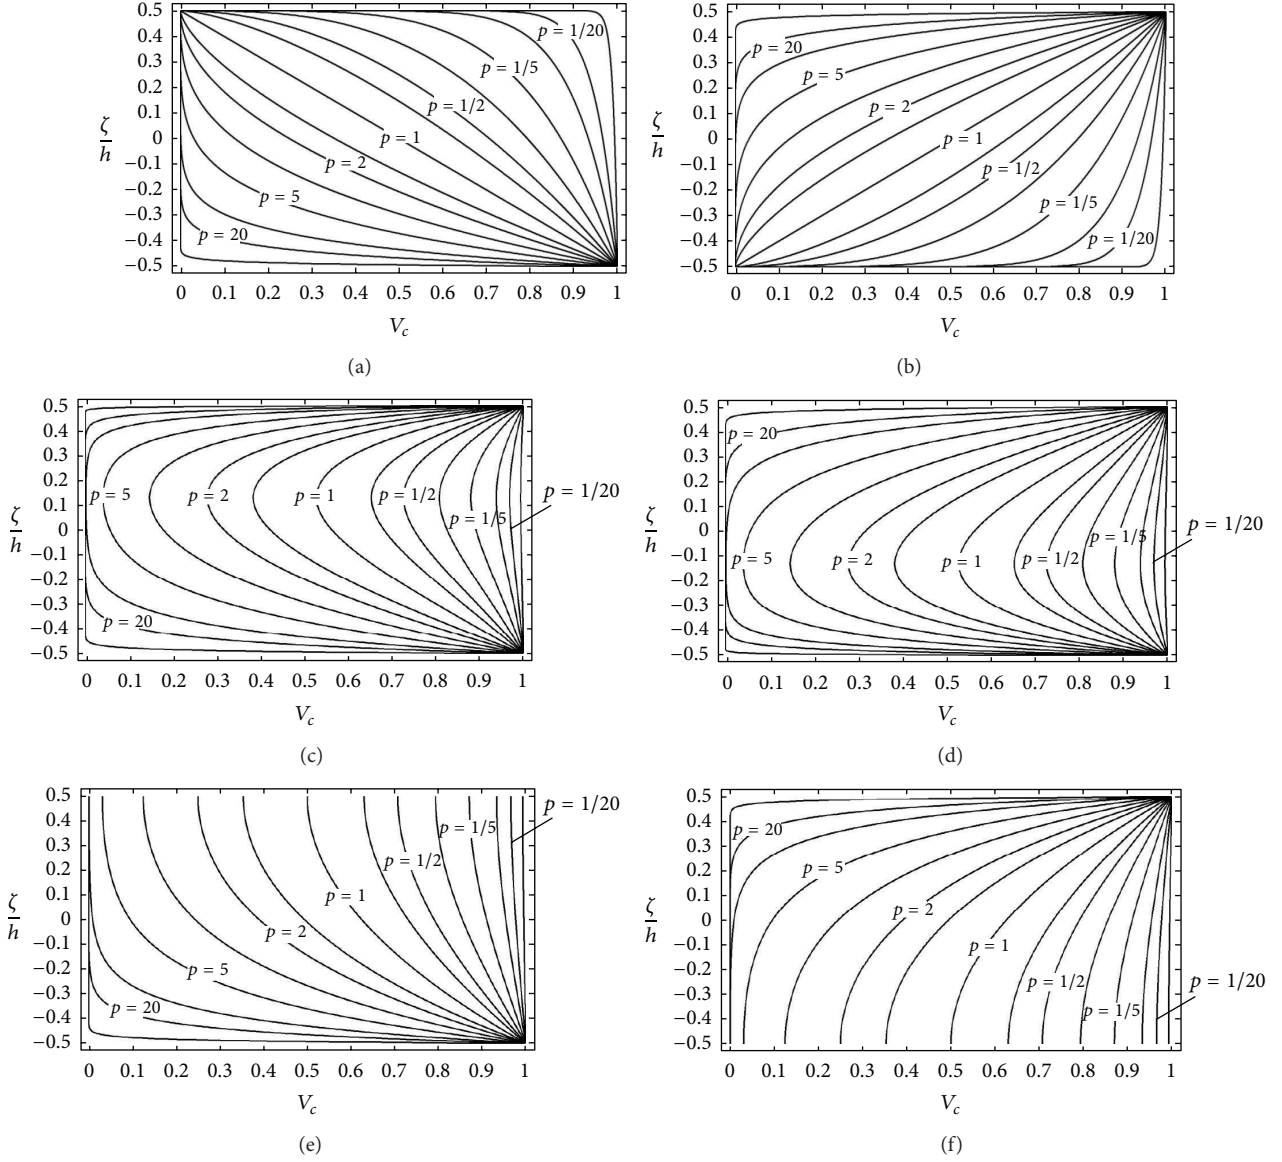 0.5
0.4
0.3
0.2
0.1
0
−0.1
−0.2
−0.3
−0.4
−0.5
ζ
h
p = 1/20
p = 1/5
p = 1/2
p = 1
p = 2
p = 5
p = 20
0 0.1 0.2 0.3 0.4 0.5 0.6 0.7 0.8 0.9 1
V_c
(a)
0.5
0.4
0.3
0.2
0.1
0
−0.1
−0.2
−0.3
−0.4
−0.5
ζ
h
p = 20
p = 5
p = 2
p = 1
p = 1/2
p = 1/5
p = 1/20
0 0.1 0.2 0.3 0.4 0.5 0.6 0.7 0.8 0.9 1
V_c
(b)
0.5
0.4
0.3
0.2
0.1
0
−0.1
−0.2
−0.3
−0.4
−0.5
ζ
h
p = 5
p = 2
p = 1
p = 1/2
p = 1/5
p = 1/20
p = 20
0 0.1 0.2 0.3 0.4 0.5 0.6 0.7 0.8 0.9 1
V_c
(c)
0.5
0.4
0.3
0.2
0.1
0
−0.1
−0.2
−0.3
−0.4
−0.5
ζ
h
p = 20
p = 5
p = 2
p = 1
p = 1/2
p = 1/5
p = 1/20
0 0.1 0.2 0.3 0.4 0.5 0.6 0.7 0.8 0.9 1
V_c
(d)
0.5
0.4
0.3
0.2
0.1
0
−0.1
−0.2
−0.3
−0.4
−0.5
ζ
h
p = 1/20
p = 1/5
p = 1/2
p = 1
p = 2
p = 5
p = 20
0 0.1 0.2 0.3 0.4 0.5 0.6 0.7 0.8 0.9 1
V_c
(e)
0.5
0.4
0.3
0.2
0.1
0
−0.1
−0.2
−0.3
−0.4
−0.5
ζ
h
p = 20
p = 5
p = 2
p = 1
p = 1/2
p = 1/5
p = 1/20
0 0.1 0.2 0.3 0.4 0.5 0.6 0.7 0.8 0.9 1
V_c
(f)